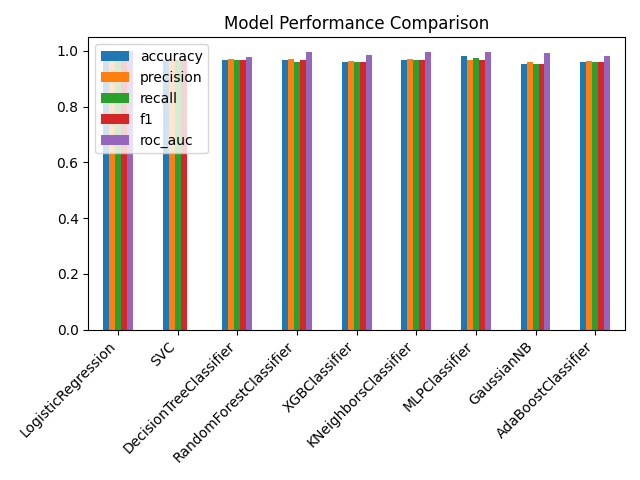 Model Performance Comparison
accuracy
precision
recall
f1
roc_auc
1.0
0.8
0.6
0.4
0.2
0.0
LogisticRegression
SVC
DecisionTreeClassifier
RandomForestClassifier
XGBClassifier
KNeighborsClassifier
MLPClassifier
GaussianNB
AdaBoostClassifier